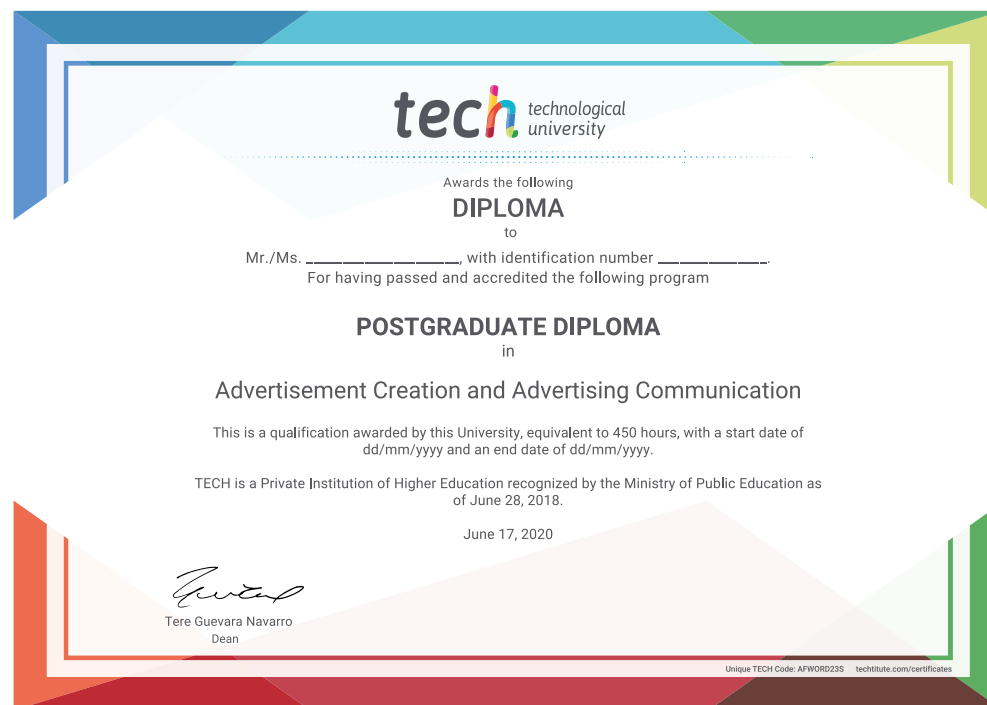 tech technological
university
Awards the following
DIPLOMA
to
Mr./Ms. ____________________, with identification number ______________.
For having passed and accredited the following program
POSTGRADUATE DIPLOMA
in
Advertisement Creation and Advertising Communication
This is a qualification awarded by this University, equivalent to 450 hours, with a start date of
dd/mm/yyyy and an end date of dd/mm/yyyy.
TECH is a Private Institution of Higher Education recognized by the Ministry of Public Education as
of June 28, 2018.
June 17, 2020
Tere Guevara Navarro
Dean
Unique TECH Code: AFWORD23S techtitute.com/certificates